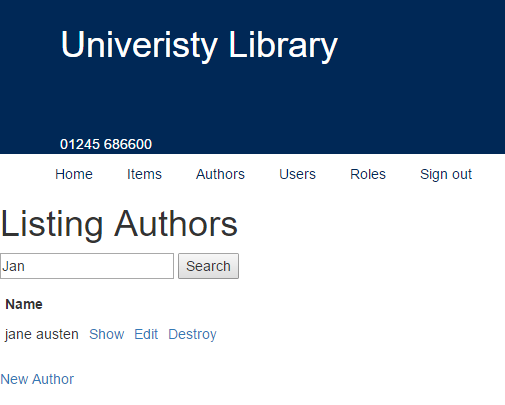 Univeristy Library
01245 686600
Home Items Authors Users Roles Sign out
Listing Authors
Jan Search
Name
jane austen Show Edit Destroy
New Author